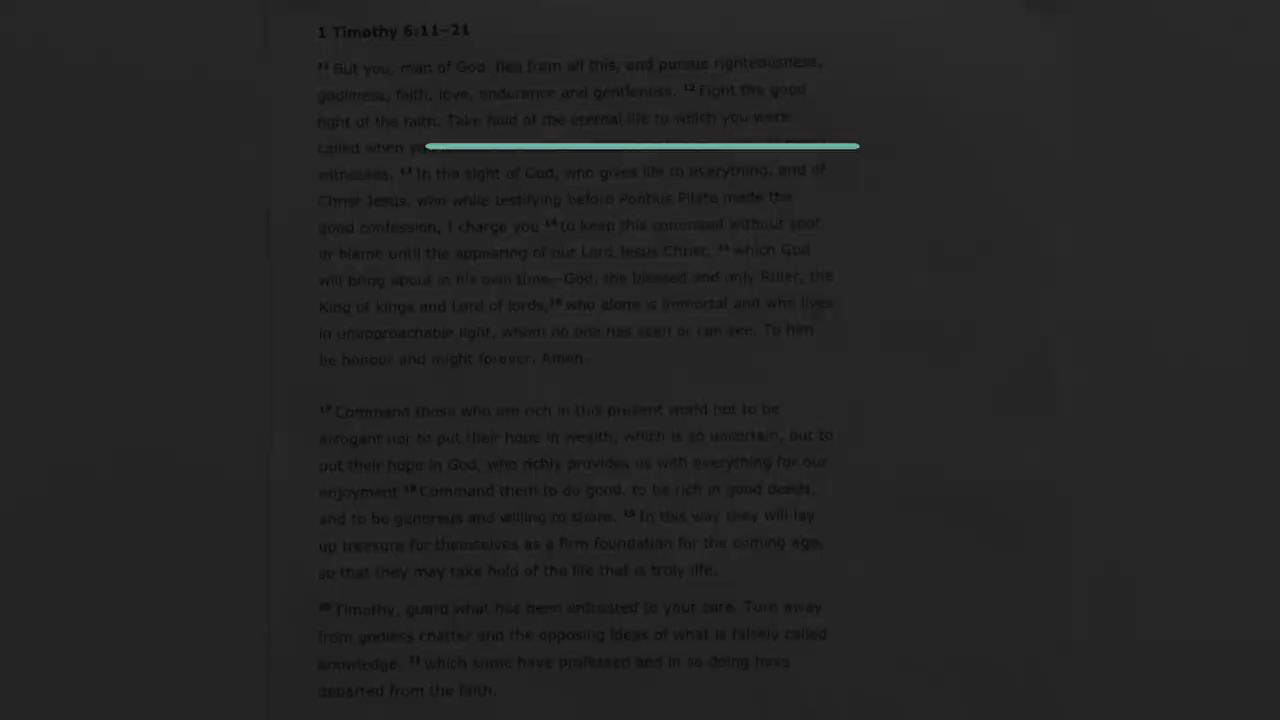 1 Timothy 6:11–21
11 But you, man of God, flee from all this, and pursue righteousness,
godliness, faith, love, endurance and gentleness. 12 Fight the good
fight of the faith. Take hold of the eternal life to which you were
called when you
witnesses. 13 In the sight of God, who gives life to everything, and of
Christ Jesus, who while testifying before Pontius Pilate made the
good confession, I charge you 14 to keep this command without spot
or blame until the appearing of our Lord Jesus Christ, 15 which God
will bring about in his own time—God, the blessed and only Ruler, the
King of kings and Lord of lords, 16 who alone is immortal and who lives
in unapproachable light, whom no one has seen or can see. To him
be honour and might forever. Amen.
17 Command those who are rich in this present world not to be
arrogant nor to put their hope in wealth, which is so uncertain, but to
put their hope in God, who richly provides us with everything for our
enjoyment. 18 Command them to do good, to be rich in good deeds,
and to be generous and willing to share. 19 In this way they will lay
up treasure for themselves as a firm foundation for the coming age,
so that they may take hold of the life that is truly life.
20 Timothy, guard what has been entrusted to your care. Turn away
from godless chatter and the opposing ideas of what is falsely called
knowledge, 21 which some have professed and in so doing have
departed from the faith.